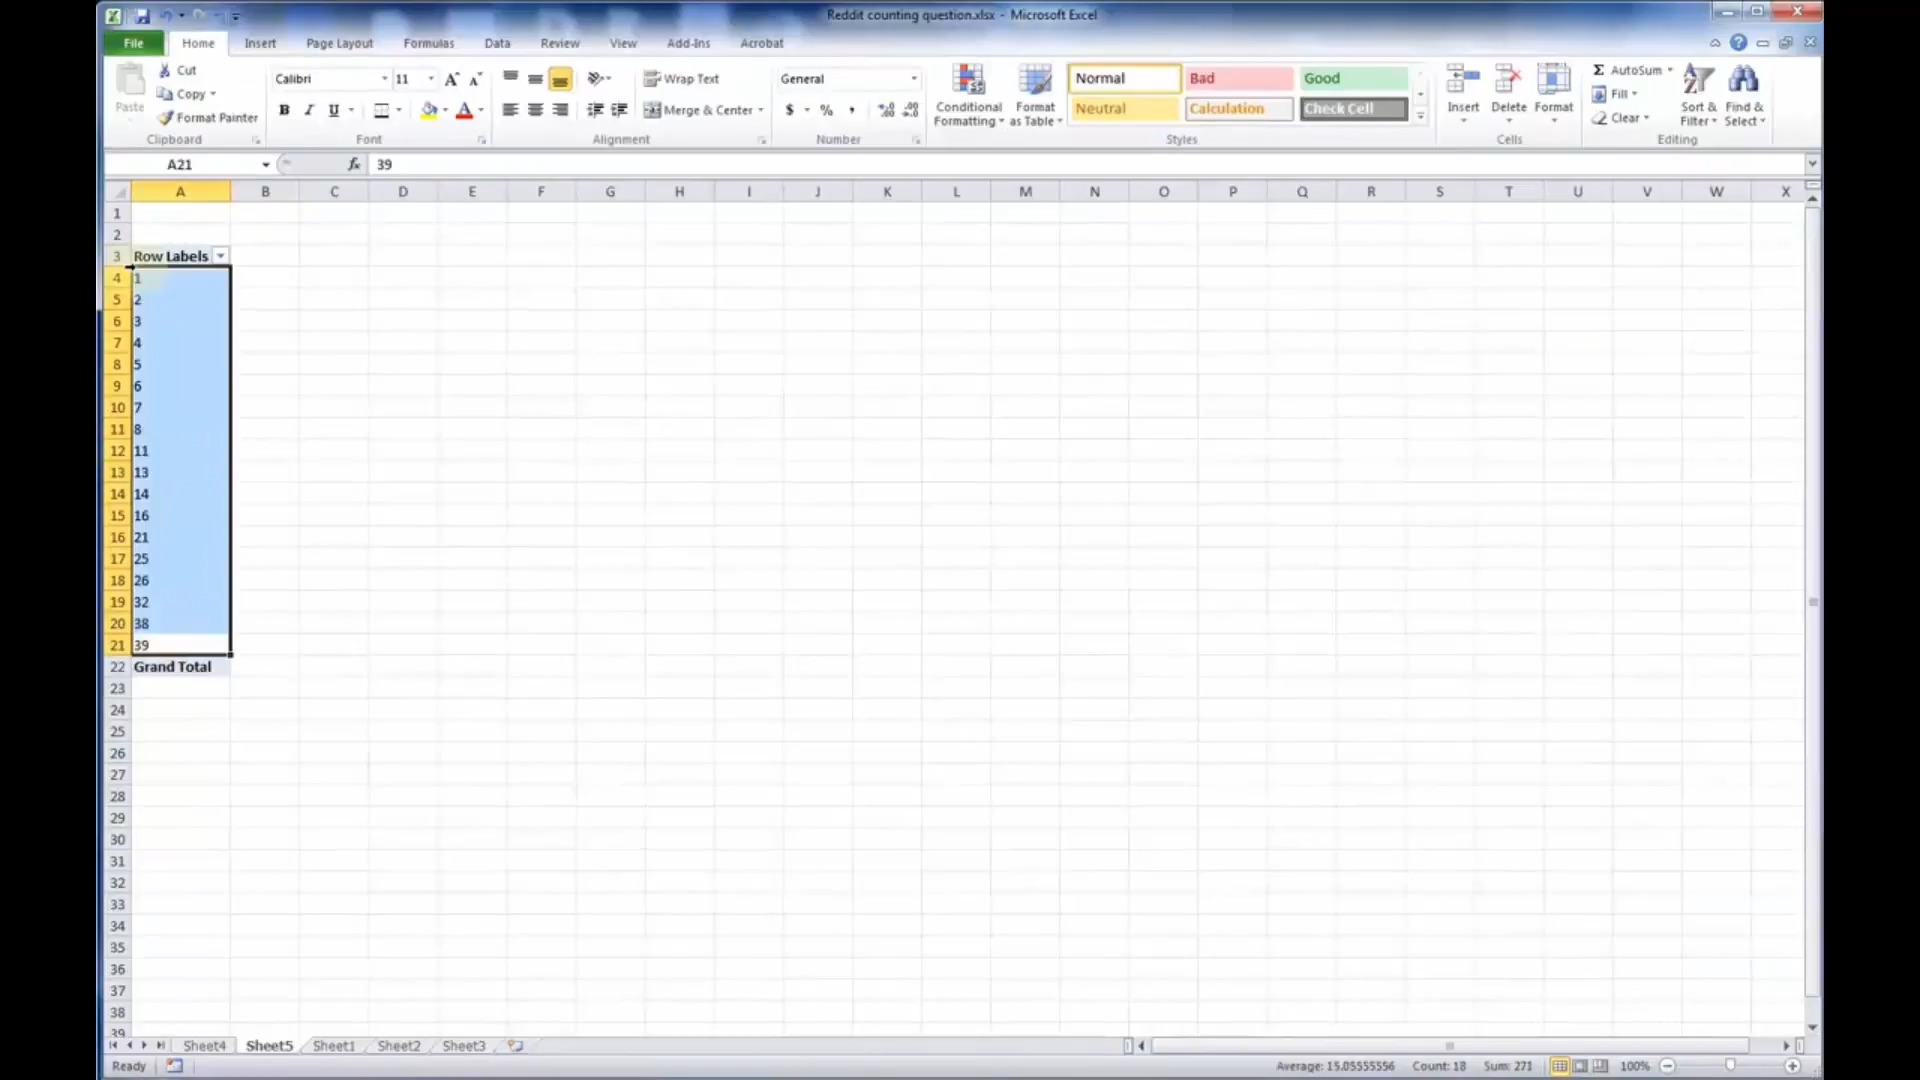 Reddit counting question.xlsx - Microsoft Excel
File Home Insert Page Layout Formulas Data Review View Add-Ins Acrobat
Paste
Cut
Copy
Format Painter
Clipboard
Calibri 11
B I U
Font
Wrap Text
Merge & Center
Alignment
General
$ % ,
Number
Conditional Formatting
Format as Table
Normal Bad Good
Neutral Calculation Check Cell
Styles
Insert Delete Format
Cells
Σ AutoSum
Fill
Clear
Sort & Filter
Find & Select
Editing
A21 fx 39
A B C D E F G H I J K L M N O P Q R S T U V W X
1
2
3 Row Labels
4 1
5 2
6 3
7 4
8 5
9 6
10 7
11 8
12 11
13 13
14 14
15 16
16 21
17 25
18 26
19 32
20 38
21 39
22 Grand Total
23
24
25
26
27
28
29
30
31
32
33
34
35
36
37
38
39
Sheet4 Sheet5 Sheet1 Sheet2 Sheet3
Ready Average: 15.05555556 Count: 18 Sum: 271 100%